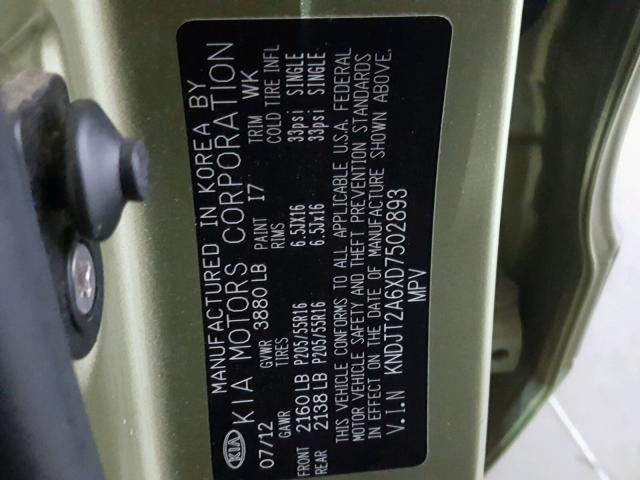 MANUFACTURED IN KOREA BY
KIA KIA MOTORS CORPORATION
07/12 GVWR 3880 LB PAINT I7 TRIM WK
GAWR TIRES RIMS COLD TIRE INFL
FRONT 2160 LB P205/55R16 6.5JX16 33psi SINGLE
REAR 2138 LB P205/55R16 6.5Jx16 33psi SINGLE
THIS VEHICLE CONFORMS TO ALL APPLICABLE U.S.A. FEDERAL
MOTOR VEHICLE SAFETY AND THEFT PREVENTION STANDARDS
IN EFFECT ON THE DATE OF MANUFACTURE SHOWN ABOVE.
V.I.N KNDJT2A6XD7502893
MPV